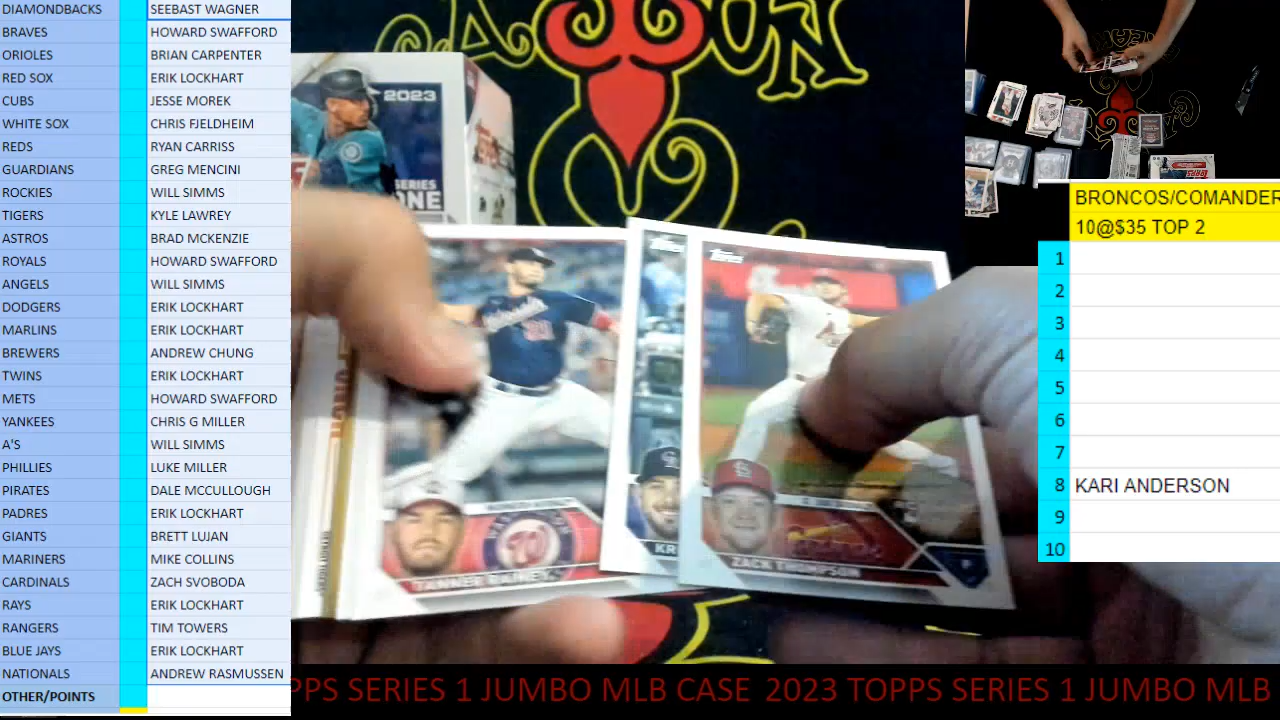 DIAMONDBACKS SEEBAST WAGNER
BRAVES HOWARD SWAFFORD
ORIOLES BRIAN CARPENTER
RED SOX ERIK LOCKHART
CUBS JESSE MOREK
WHITE SOX CHRIS FJELDHEIM
REDS RYAN CARRISS
GUARDIANS GREG MENCINI
ROCKIES WILL SIMMS
TIGERS KYLE LAWREY
ASTROS BRAD MCKENZIE
ROYALS HOWARD SWAFFORD
ANGELS WILL SIMMS
DODGERS ERIK LOCKHART
MARLINS ERIK LOCKHART
BREWERS ANDREW CHUNG
TWINS ERIK LOCKHART
METS HOWARD SWAFFORD
YANKEES CHRIS G MILLER
A'S WILL SIMMS
PHILLIES LUKE MILLER
PIRATES DALE MCCULLOUGH
PADRES ERIK LOCKHART
GIANTS BRETT LUJAN
MARINERS MIKE COLLINS
CARDINALS ZACH SVOBODA
RAYS ERIK LOCKHART
RANGERS TIM TOWERS
BLUE JAYS ERIK LOCKHART
NATIONALS ANDREW RASMUSSEN
OTHER/POINTS
2023
SERIES
ONE
Topps
Topps
TANNER RAINEY
KR
ZACK THOMPSON
BRONCOS/COMANDER
10@$35 TOP 2
1
2
3
4
5
6
7
8 KARI ANDERSON
9
10
PPS SERIES 1 JUMBO MLB CASE 2023 TOPPS SERIES 1 JUMBO MLB